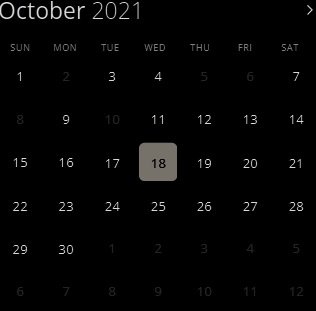 October 2021
SUN MON TUE WED THU FRI SAT
1 2 3 4 5 6 7
8 9 10 11 12 13 14
15 16 17 18 19 20 21
22 23 24 25 26 27 28
29 30 1 2 3 4 5
6 7 8 9 10 11 12